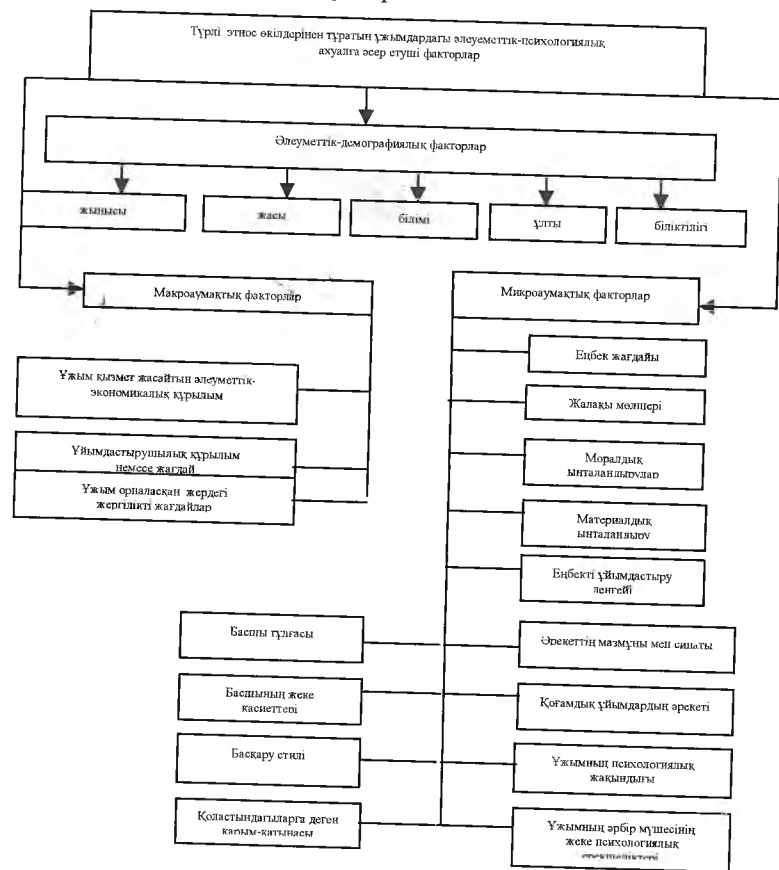 Түрлі этнос өкілдерінен тұратын ұжымдардағы әлеуеметтік-психологиялық
ахуалға әсер етуші факторлар
Әлеуметтік-демографиялық факторлар
жынысы
жасы
білімі
ұлты
біліктілігі
Макроаумақтық факторлар
Микроаумақтық факторлар
Ұжым қызмет жасайтын әлеуметтік-
экономикалық құрылым
Ұйымдастырушылық құрылым
немесе жағдай
Ұжым орналасқан жердегі
жергілікті жағдайлар
Еңбек жағдайы
Жалақы мөлшері
Моралдық
ынталандырулар
Материалдық
ынталандыру
Еңбекті ұйымдастыру
деңгейі
Басшы тұлғасы
Басшының жеке
қасиеттері
Басқару стилі
Қоластындағыларга деген
қарым-қатынасы
Әрекеттің мазмұны мен сипаты
Қоғамдық ұйымдардың әрекеті
Ұжымның психологиялық
жақындығы
Ұжымның әрбір мүшесінің
жеке психологиялық
ерекшеліктері